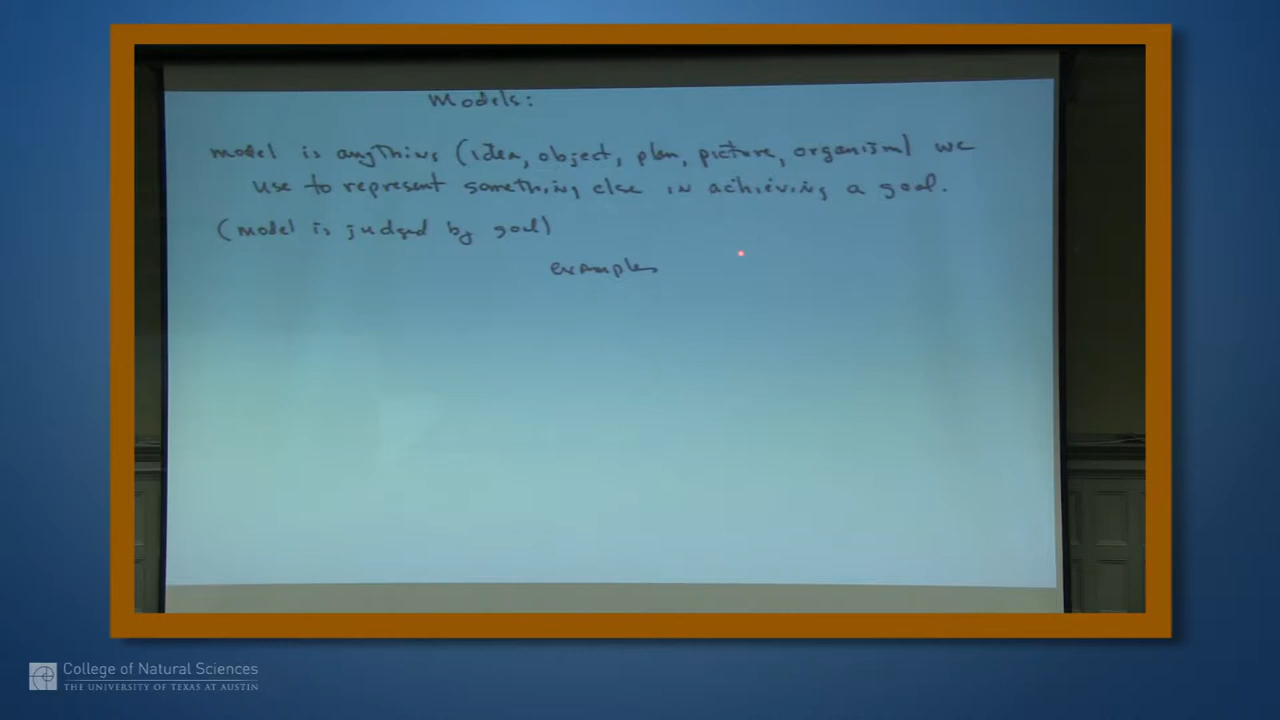 Models:
model is anything (idea, object, plan, picture, organism) we
use to represent something else in achieving a goal.
(model is judged by goal)
examples
College of Natural Sciences
THE UNIVERSITY OF TEXAS AT AUSTIN